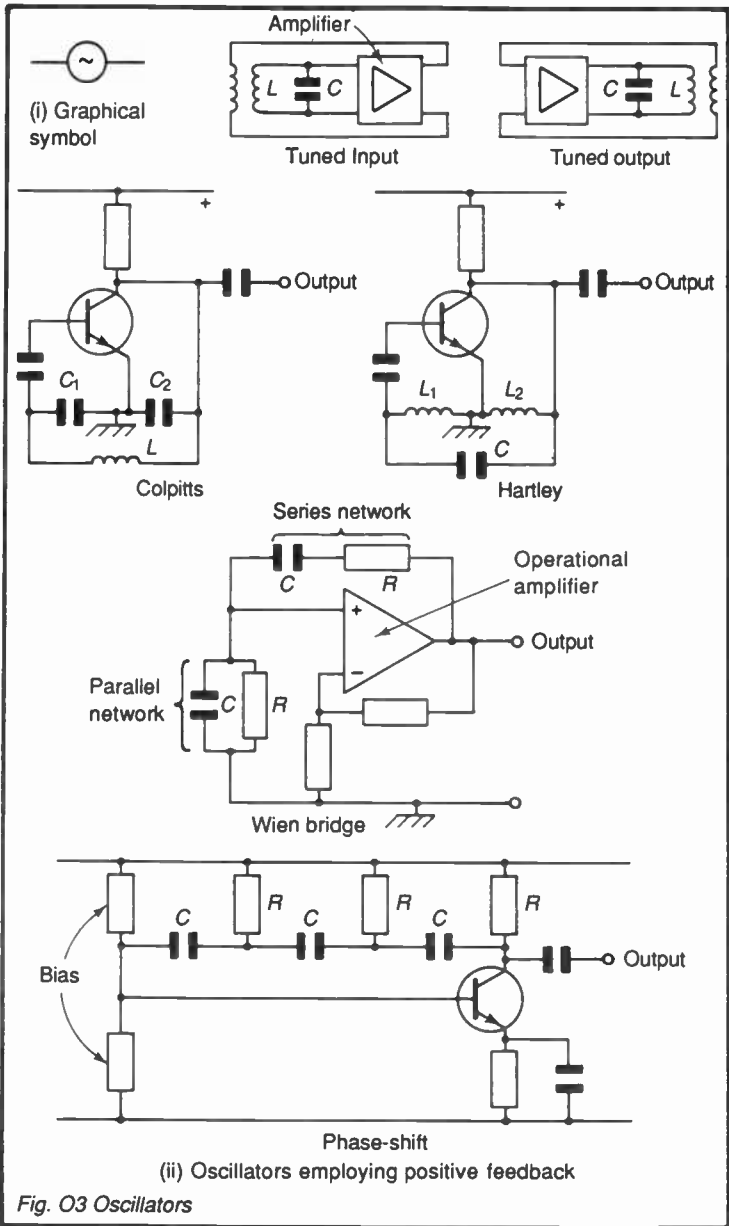 Amplifier
~
(i) Graphical
symbol
L
C
Tuned Input
C
L
Tuned output
+
Output
C1
C2
L
Colpitts
+
Output
L1
L2
C
Hartley
Series network
C
R
Operational
amplifier
+
−
Output
Parallel
network
C
R
Wien bridge
R
R
R
C
C
C
Bias
Output
Phase-shift
(ii) Oscillators employing positive feedback
Fig. O3 Oscillators